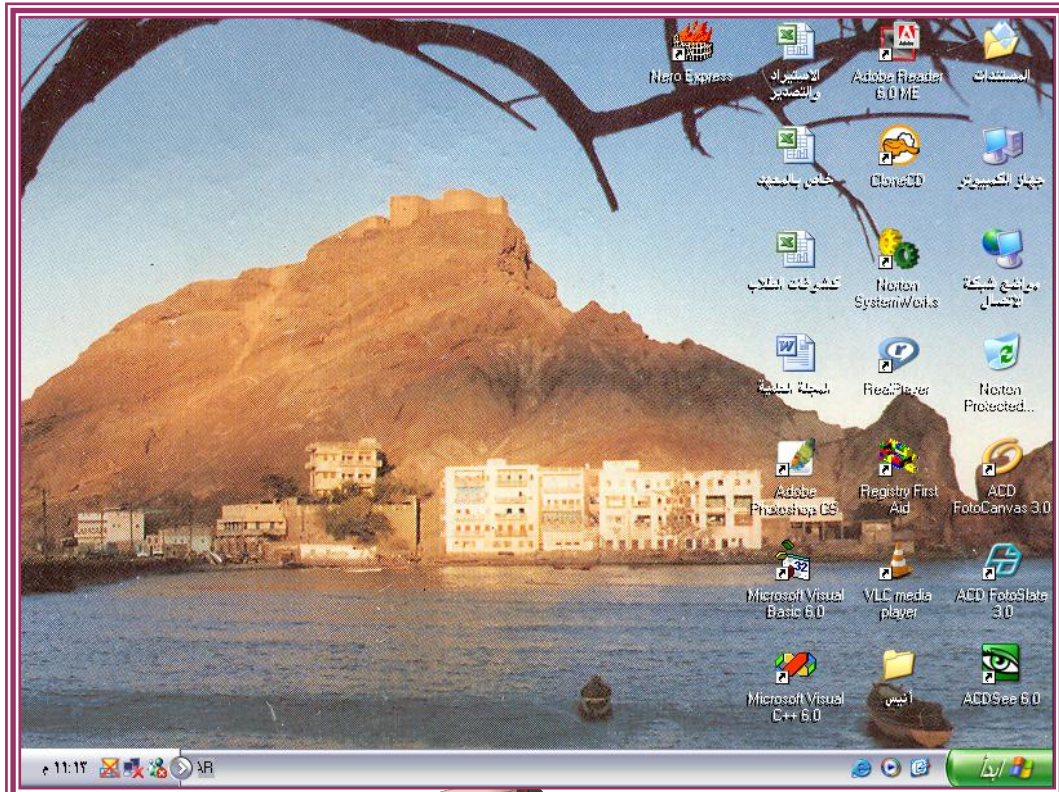 المستندات
جهاز الكمبيوتر
مواضع شبكة
الاتصال
Norton
Protected...
ACD
FotoCanvas 3.0
ACD FotoSlate
3.0
ACDSee 6.0
Adobe Reader
6.0 ME
CloneCD
Norton
SystemWorks
RealPlayer
Registry First
Aid
VLC media
player
أنيس
الاستيراد
والتصدير
خاص بالمعهد
كشوفات الطلاب
المجلة العلمية
Adobe
Photoshop CS
Microsoft Visual
Basic 6.0
Microsoft Visual
C++ 6.0
Nero Express
ابدأ
AR
١١:١٣ م